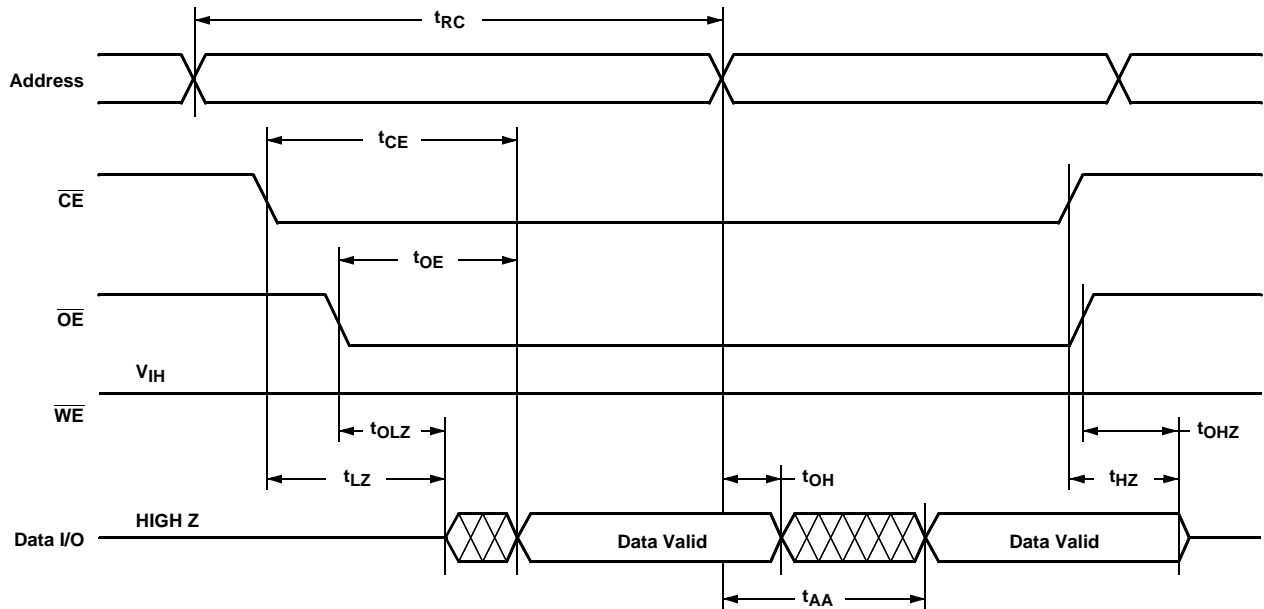 tRC
Address
tCE
CE
tOE
OE
VIH
WE
tOLZ
tOHZ
tLZ
tOH
tHZ
HIGH Z
Data I/O
Data Valid
Data Valid
tAA